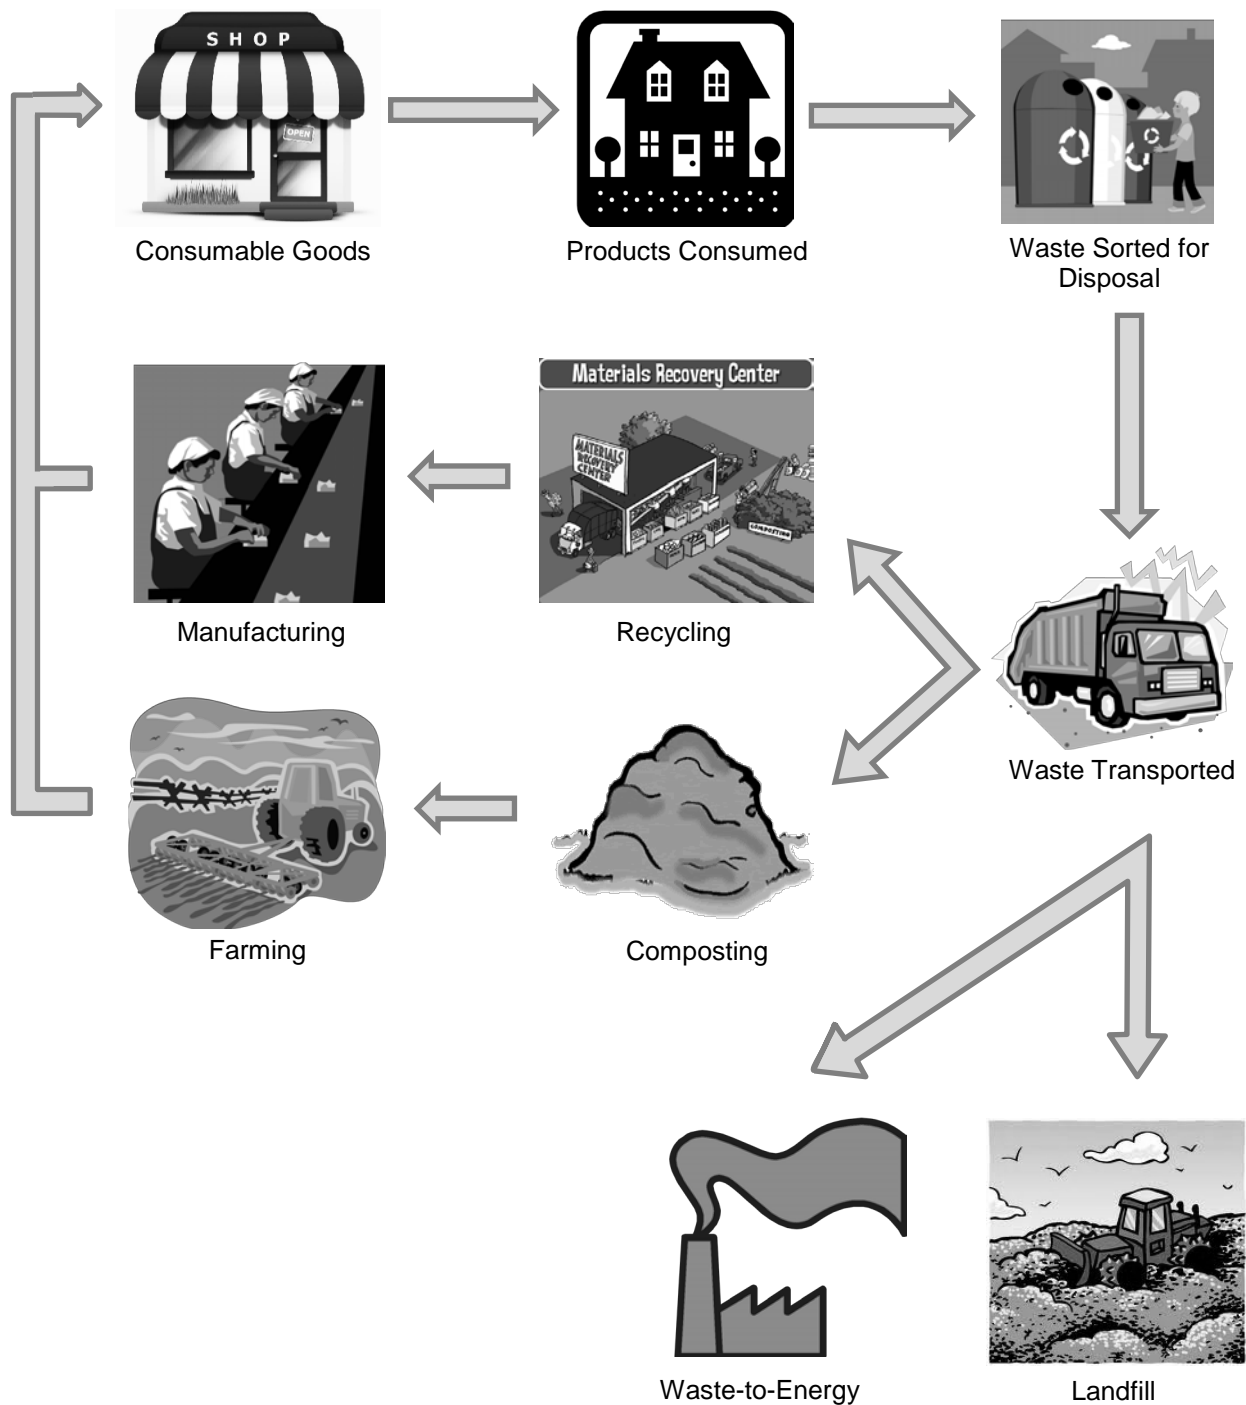 SHOP
OPEN
Consumable Goods
Products Consumed
Waste Sorted for
Disposal
Materials Recovery Center
MATERIALS
RECOVERY
CENTER
COMPOSTING
Manufacturing
Recycling
Waste Transported
Farming
Composting
Waste-to-Energy
Landfill